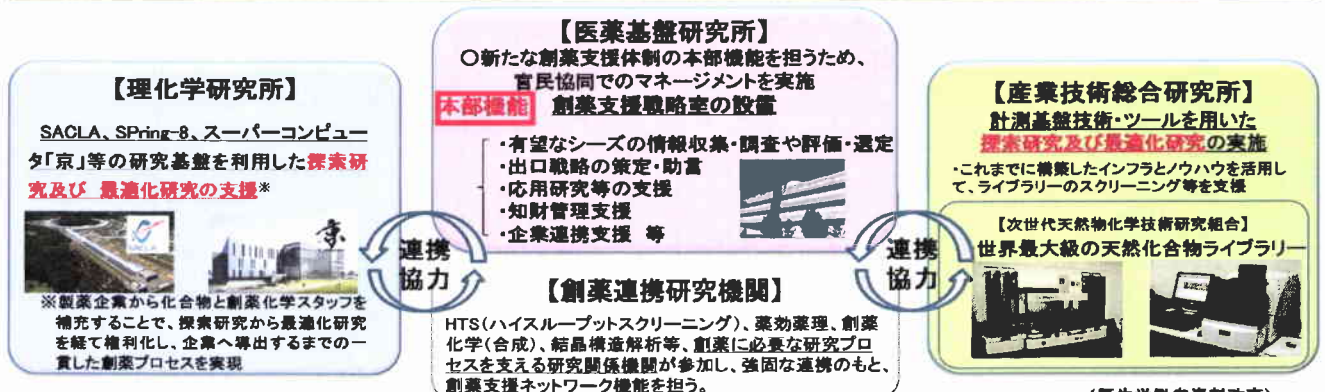 【理化学研究所】
SACLA、SPring-8、スーパーコンピュー
タ「京」等の研究基盤を利用した探索研
究及び 最適化研究の支援※
SACLA
京
※製薬企業から化合物と創薬化学スタッフを
補充することで、探索研究から最適化研究
を経て権利化し、企業へ導出するまでの一
貫した創薬プロセスを実現
連携
協力
【医薬基盤研究所】
○新たな創薬支援体制の本部機能を担うため、
官民協同でのマネージメントを実施
本部機能 創薬支援戦略室の設置
・有望なシーズの情報収集・調査や評価・選定
・出口戦略の策定・助言
・応用研究等の支援
・知財管理支援
・企業連携支援 等
【創薬連携研究機関】
HTS(ハイスループットスクリーニング)、薬効薬理、創薬
化学(合成)、結晶構造解析等、創薬に必要な研究プロ
セスを支える研究関係機関が参加し、強固な連携のもと、
創薬支援ネットワーク機能を担う。
連携
協力
【産業技術総合研究所】
計測基盤技術・ツールを用いた
探索研究及び最適化研究の実施
・これまでに構築したインフラとノウハウを活用し
て、ライブラリーのスクリーニング等を支援
【次世代天然物化学技術研究組合】
世界最大級の天然化合物ライブラリー